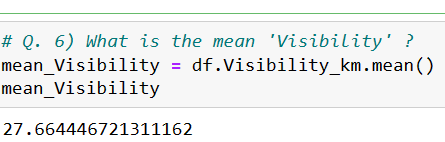 # Q. 6) What is the mean 'Visibility' ?
mean_Visibility = df.Visibility_km.mean()
mean_Visibility
27.664446721311162